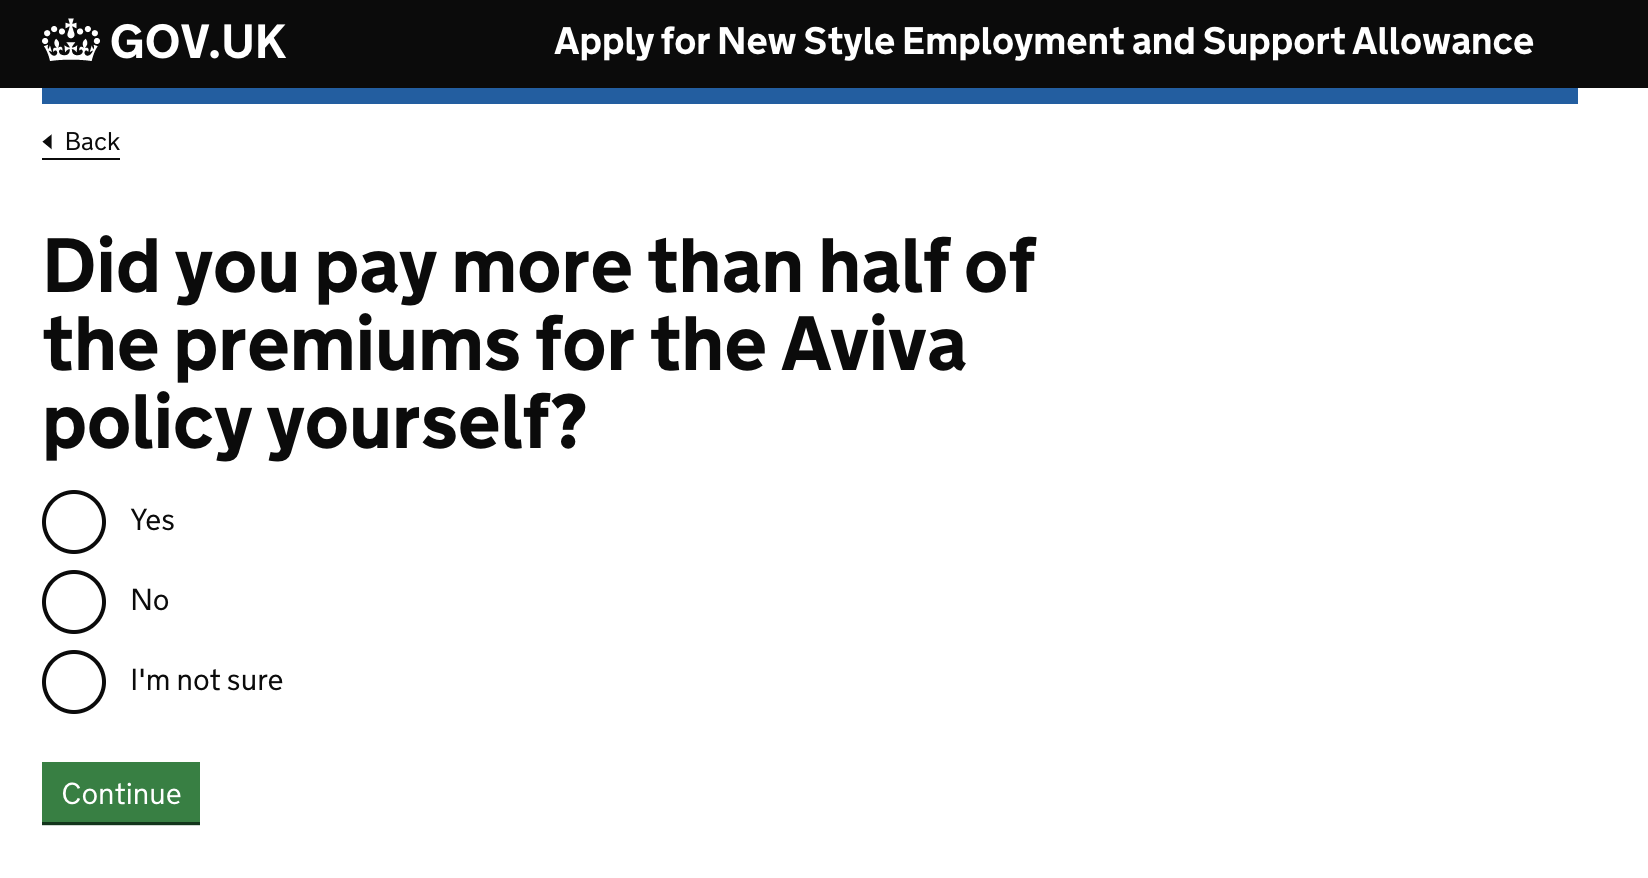 GOV.UK
Apply for New Style Employment and Support Allowance
Back
Did you pay more than half of
the premiums for the Aviva
policy yourself?
Yes
No
I'm not sure
Continue